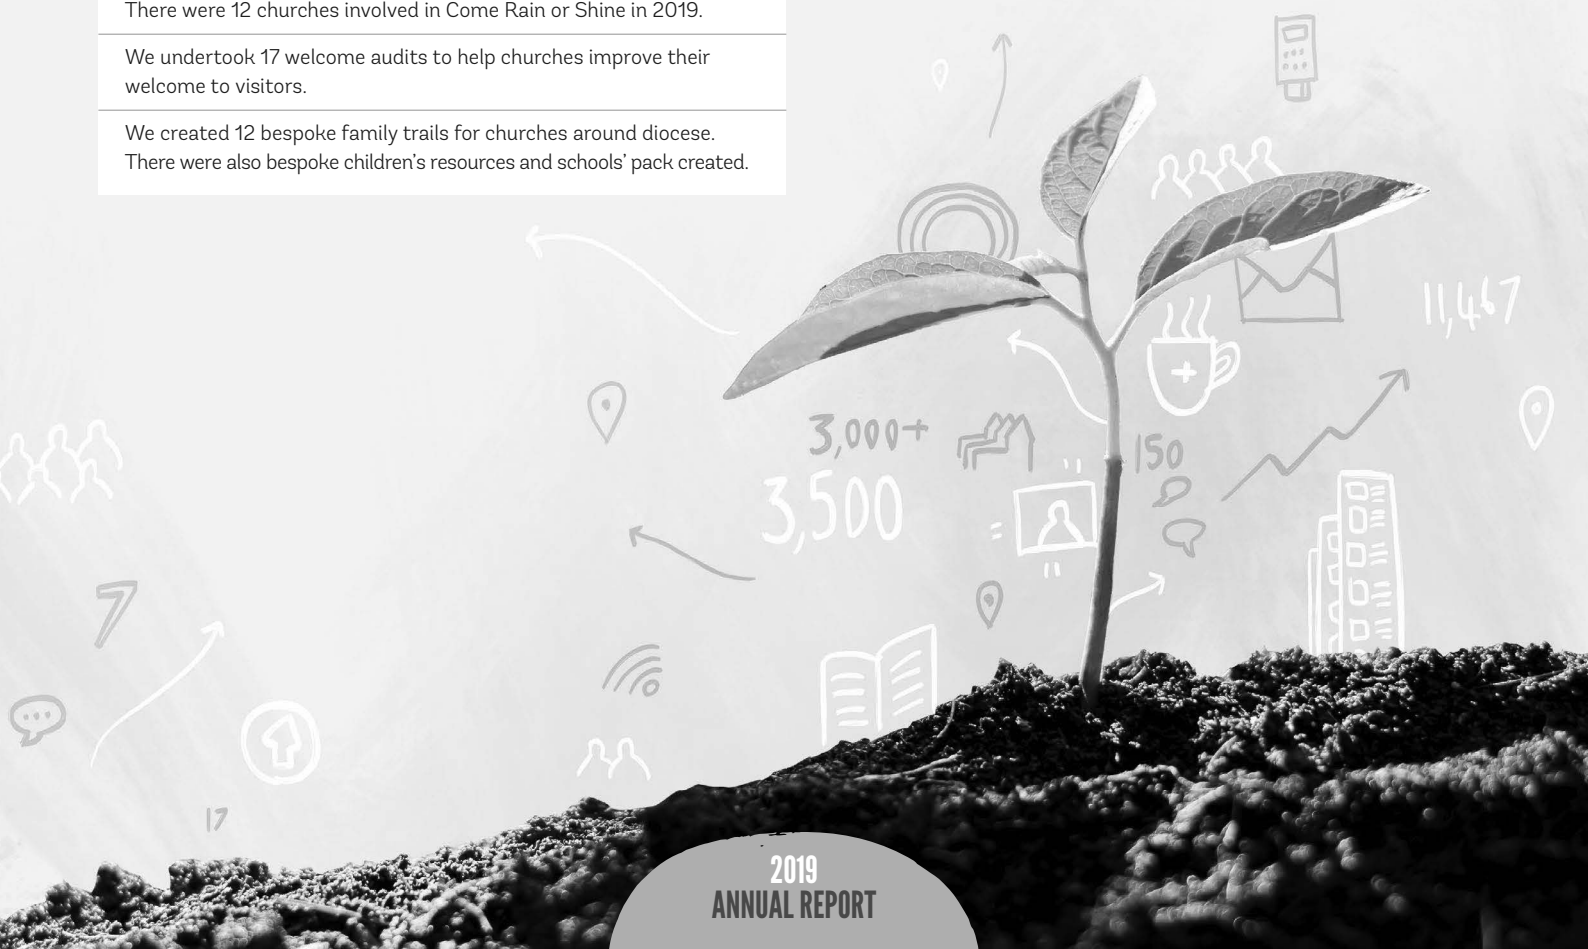 There were 12 churches involved in Come Rain or Shine in 2019.
We undertook 17 welcome audits to help churches improve their
welcome to visitors.
We created 12 bespoke family trails for churches around diocese.
There were also bespoke children's resources and schools' pack created.
11,467
3,000+
150
3,500
7
17
2019
ANNUAL REPORT